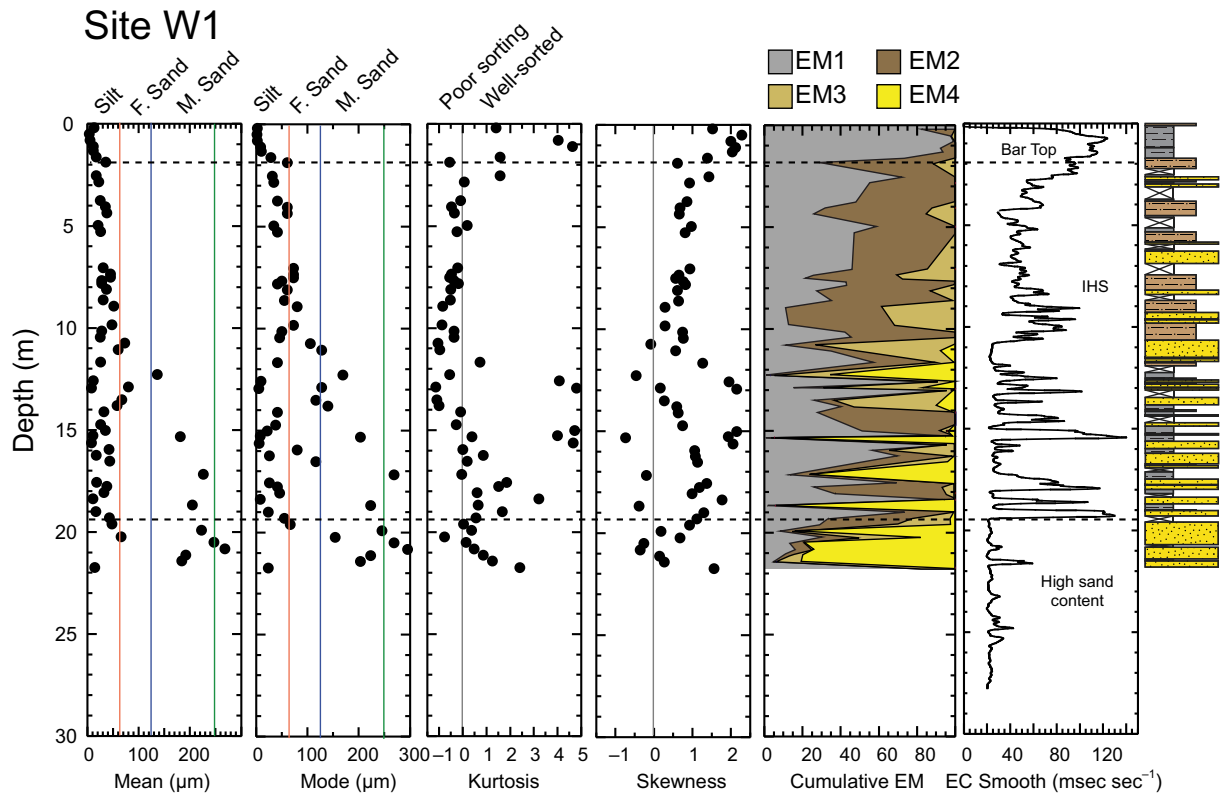 Site W1
Silt
F. Sand
M. Sand
Silt
F. Sand
M. Sand
Poor sorting
Well-sorted
EM1
EM2
EM3
EM4
0
5
10
15
20
25
30
Depth (m)
0
100
200
Mean (µm)
0
100
200
300
Mode (µm)
−1
0
1
2
3
4
5
Kurtosis
−1
0
1
2
Skewness
0
20
40
60
80
Cumulative EM
0
40
80
120
EC Smooth (msec sec⁻¹)
Bar Top
IHS
High sand
content